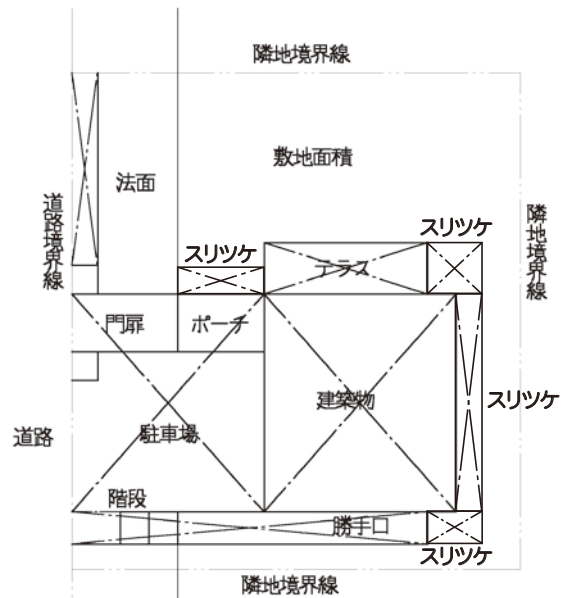 隣地境界線
敷地面積
法面
道路境界線
隣地境界線
スリツケ
スリツケ
テラス
門扉
ポーチ
建築物
スリツケ
駐車場
道路
階段
勝手口
スリツケ
隣地境界線